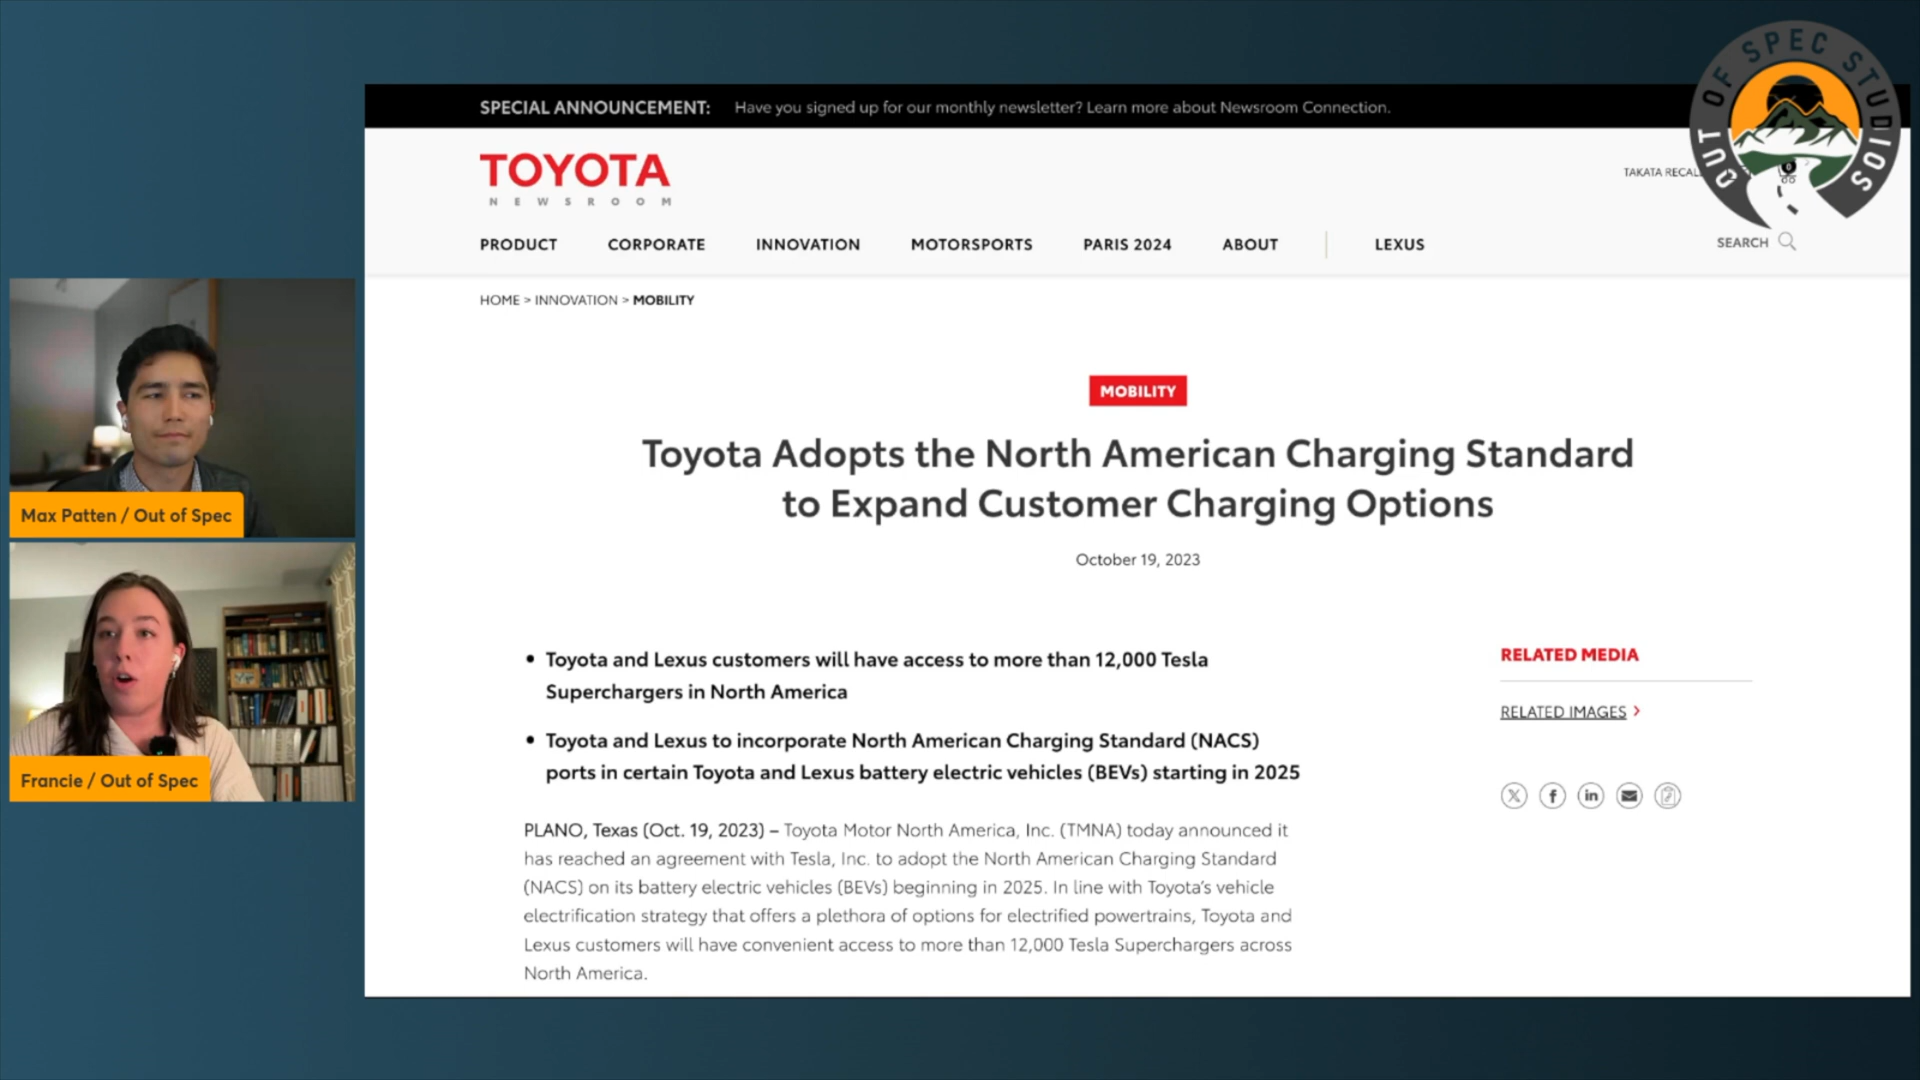 SPECIAL ANNOUNCEMENT: Have you signed up for our monthly newsletter? Learn more about Newsroom Connection.
OUT OF SPEC STUDIOS
TOYOTA
NEWSROOM
TAKATA
0
PRODUCT CORPORATE INNOVATION MOTORSPORTS PARIS 2024 ABOUT LEXUS
SEARCH
HOME > INNOVATION > MOBILITY
MOBILITY
Toyota Adopts the North American Charging Standard
to Expand Customer Charging Options
October 19, 2023
• Toyota and Lexus customers will have access to more than 12,000 Tesla
Superchargers in North America
• Toyota and Lexus to incorporate North American Charging Standard (NACS)
ports in certain Toyota and Lexus battery electric vehicles (BEVs) starting in 2025
PLANO, Texas (Oct. 19, 2023) – Toyota Motor North America, Inc. (TMNA) today announced it
has reached an agreement with Tesla, Inc. to adopt the North American Charging Standard
(NACS) on its battery electric vehicles (BEVs) beginning in 2025. In line with Toyota's vehicle
electrification strategy that offers a plethora of options for electrified powertrains, Toyota and
Lexus customers will have convenient access to more than 12,000 Tesla Superchargers across
North America.
RELATED MEDIA
RELATED IMAGES >
Max Patten / Out of Spec
Francie / Out of Spec